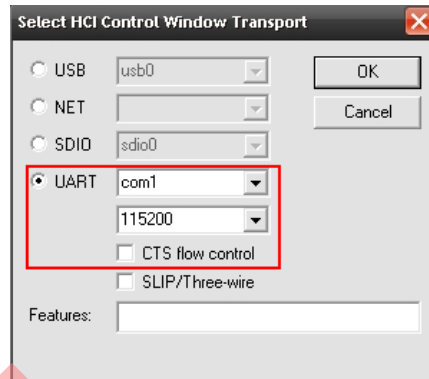 Select HCI Control Window Transport
USB usb0 OK
NET Cancel
SDIO sdio0
UART com1
115200
CTS flow control
SLIP/Three-wire
Features: